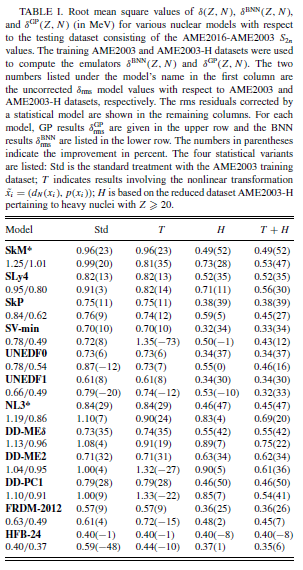 TABLE I. Root mean square values of δ(Z, N), δᴮᴺᴺ(Z, N),
and δᴳᴾ(Z, N) (in MeV) for various nuclear models with respect
to the testing dataset consisting of the AME2016-AME2003 S₂ₙ
values. The training AME2003 and AME2003-H datasets were used
to compute the emulators δᴮᴺᴺ(Z, N) and δᴳᴾ(Z, N). The two
numbers listed under the model's name in the first column are
the uncorrected δrms model values with respect to AME2003 and
AME2003-H datasets, respectively. The rms residuals corrected
by a statistical model are shown in the remaining columns. For each
model, GP results δᴳᴾrms are given in the upper row and the BNN
results δᴮᴺᴺrms are listed in the lower row. The numbers in parentheses
indicate the improvement in percent. The four statistical variants
are listed: Std is the standard treatment with the AME2003 training
dataset; T indicates results involving the nonlinear transformation
x̃ᵢ = (dN(xᵢ), p(xᵢ)); H is based on the reduced dataset AME2003-H
pertaining to heavy nuclei with Z ⩾ 20.
Model Std T H T + H
SkM* 0.96(23) 0.96(23) 0.49(52) 0.49(52)
1.25/1.01 0.99(20) 0.81(35) 0.73(28) 0.53(47)
SLy4 0.82(13) 0.82(13) 0.52(35) 0.52(35)
0.95/0.80 0.91(3) 0.82(14) 0.71(11) 0.56(30)
SkP 0.75(11) 0.75(11) 0.38(39) 0.38(39)
0.84/0.62 0.76(9) 0.74(12) 0.59(5) 0.45(27)
SV-min 0.70(10) 0.70(10) 0.32(34) 0.33(34)
0.78/0.49 0.72(8) 1.35(−73) 0.50(−1) 0.43(12)
UNEDF0 0.73(6) 0.73(6) 0.34(37) 0.34(37)
0.78/0.54 0.87(−12) 0.73(7) 0.55(0) 0.46(16)
UNEDF1 0.61(8) 0.61(8) 0.34(30) 0.34(30)
0.66/0.49 0.79(−20) 0.74(−12) 0.53(−10) 0.32(33)
NL3* 0.84(29) 0.84(29) 0.46(47) 0.45(47)
1.19/0.86 1.10(7) 0.90(24) 0.83(4) 0.69(20)
DD-MEδ 0.73(35) 0.74(35) 0.55(42) 0.55(42)
1.13/0.96 1.08(4) 0.91(19) 0.89(7) 0.75(22)
DD-ME2 0.71(32) 0.71(31) 0.63(34) 0.62(34)
1.04/0.95 1.00(4) 1.32(−27) 0.90(5) 0.61(36)
DD-PC1 0.79(28) 0.79(28) 0.46(50) 0.46(50)
1.10/0.91 1.00(9) 1.33(−22) 0.85(7) 0.54(41)
FRDM-2012 0.57(9) 0.57(9) 0.36(25) 0.36(26)
0.63/0.49 0.61(4) 0.72(−15) 0.48(2) 0.45(7)
HFB-24 0.40(−1) 0.40(−1) 0.40(−8) 0.40(−8)
0.40/0.37 0.59(−48) 0.44(−10) 0.37(1) 0.35(6)